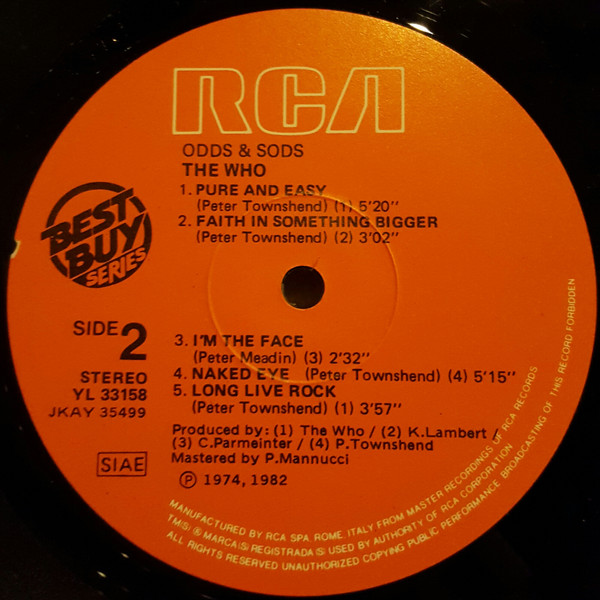 RCA
ODDS & SODS
THE WHO
1. PURE AND EASY
(Peter Townshend) (1) 5'20''
2. FAITH IN SOMETHING BIGGER
(Peter Townshend) (2) 3'02''
BEST
BUY
SERIES
SIDE 2
STEREO
YL 33158
JKAY 35499
SIAE
3. I'M THE FACE
(Peter Meadin) (3) 2'32''
4. NAKED EYE (Peter Townshend) (4) 5'15''
5. LONG LIVE ROCK
(Peter Townshend) (1) 3'57''
Produced by: (1) The Who / (2) K.Lambert /
(3) C.Parmeinter / (4) P.Townshend
Mastered by P.Mannucci
Ⓟ 1974, 1982
MANUFACTURED BY RCA SPA, ROME, ITALY, FROM MASTER RECORDINGS OF RCA RECORDS
TM(S) ® MARCA(S) REGISTRADA(S) USED BY AUTHORITY OF RCA CORPORATION
ALL RIGHTS RESERVED UNAUTHORIZED COPYING PUBLIC PERFORMANCE BROADCASTING OF THIS RECORD FORBIDDEN